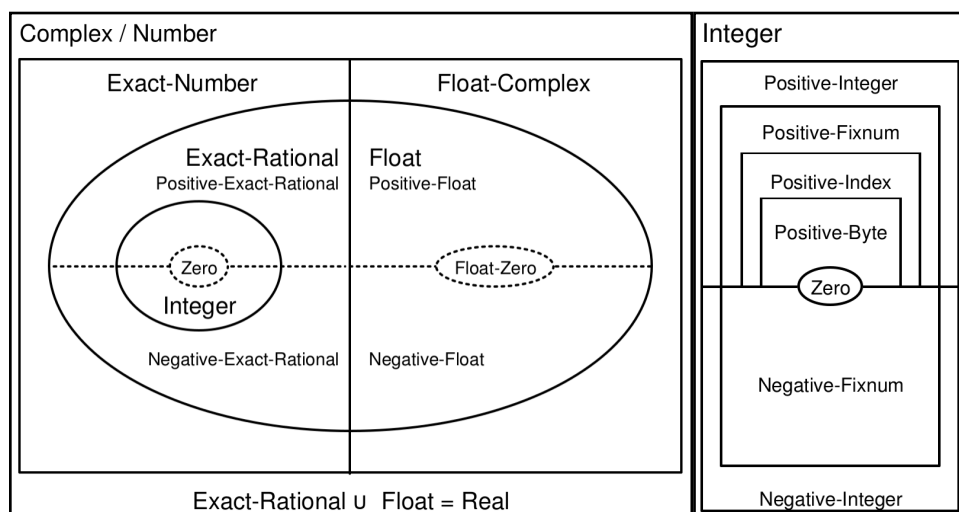 Complex / Number
Exact-Number
Float-Complex
Exact-Rational
Float
Positive-Exact-Rational
Positive-Float
Zero
Float-Zero
Integer
Negative-Exact-Rational
Negative-Float
Exact-Rational ∪ Float = Real
Integer
Positive-Integer
Positive-Fixnum
Positive-Index
Positive-Byte
Zero
Negative-Fixnum
Negative-Integer